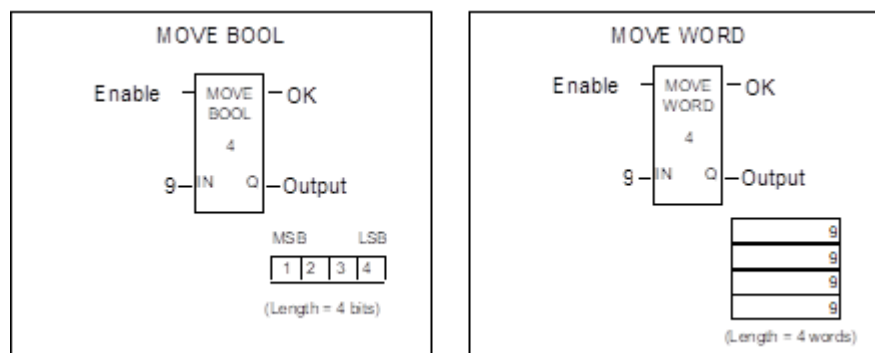 MOVE BOOL
Enable
MOVE
BOOL
OK
4
9
IN
Q
Output
MSB LSB
1 2 3 4
(Length = 4 bits)
MOVE WORD
Enable
MOVE
WORD
OK
4
9
IN
Q
Output
9
9
9
9
(Length = 4 words)